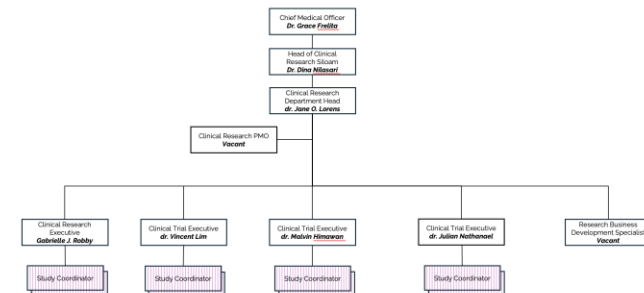 Chief Medical Officer
Dr. Grace Frelita
Head of Clinical
Research Siloam
Dr. Dina Nilasari
Clinical Research
Department Head
dr. Jane O. Lorens
Clinical Research PMO
Vacant
Clinical Research
Executive
Gabrielle J. Robby
Clinical Trial Executive
dr. Vincent Lim
Clinical Trial Executive
dr. Malvin Himawan
Clinical Trial Executive
dr. Julian Nathanael
Research Business
Development Specialist
Vacant
Study Coordinator
Study Coordinator
Study Coordinator
Study Coordinator